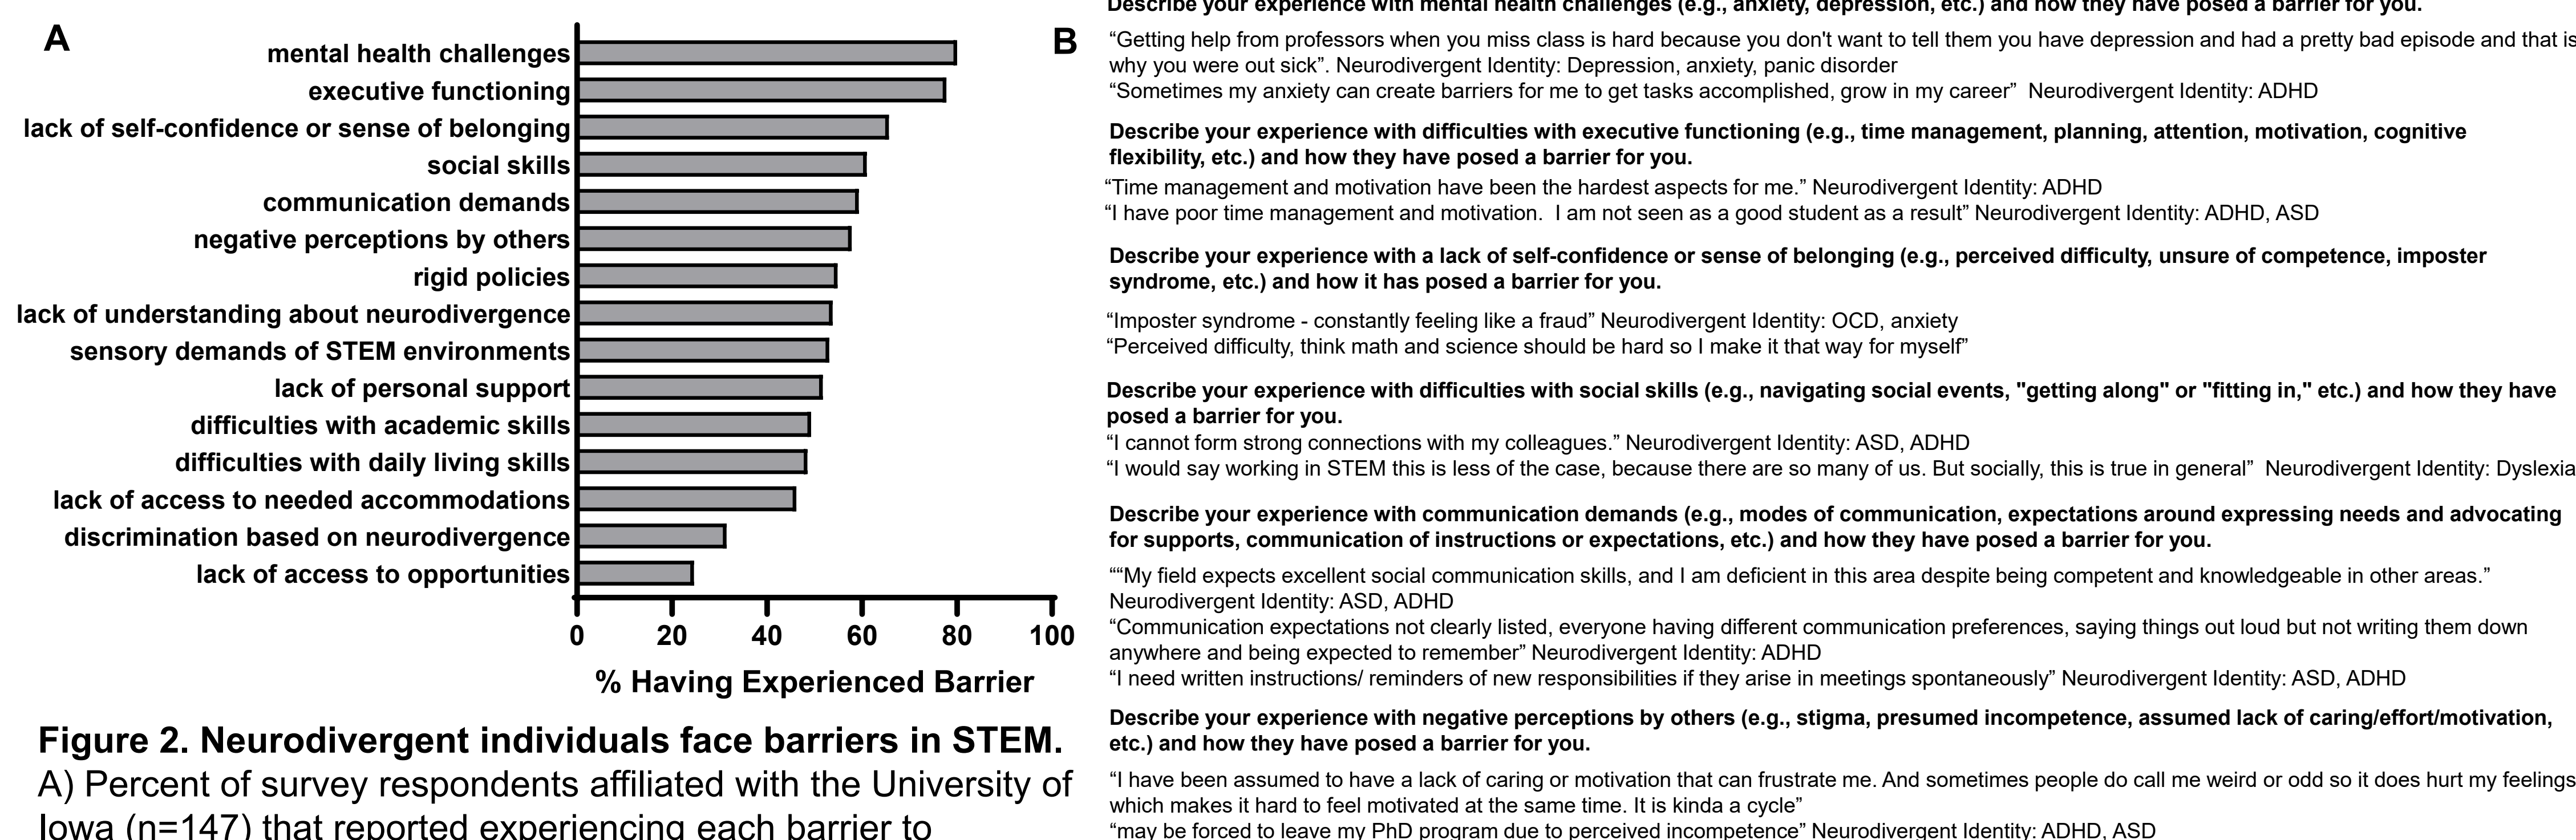 A
mental health challenges
executive functioning
lack of self-confidence or sense of belonging
social skills
communication demands
negative perceptions by others
rigid policies
lack of understanding about neurodivergence
sensory demands of STEM environments
lack of personal support
difficulties with academic skills
difficulties with daily living skills
lack of access to needed accommodations
discrimination based on neurodivergence
lack of access to opportunities
0 20 40 60 80 100
% Having Experienced Barrier
Figure 2. Neurodivergent individuals face barriers in STEM.
A) Percent of survey respondents affiliated with the University of
Iowa (n=147) that reported experiencing each barrier to
B
Describe your experience with mental health challenges (e.g., anxiety, depression, etc.) and how they have posed a barrier for you.
“Getting help from professors when you miss class is hard because you don't want to tell them you have depression and had a pretty bad episode and that is
why you were out sick”. Neurodivergent Identity: Depression, anxiety, panic disorder
“Sometimes my anxiety can create barriers for me to get tasks accomplished, grow in my career”  Neurodivergent Identity: ADHD
Describe your experience with difficulties with executive functioning (e.g., time management, planning, attention, motivation, cognitive
flexibility, etc.) and how they have posed a barrier for you.
“Time management and motivation have been the hardest aspects for me.” Neurodivergent Identity: ADHD
“I have poor time management and motivation.  I am not seen as a good student as a result” Neurodivergent Identity: ADHD, ASD
Describe your experience with a lack of self-confidence or sense of belonging (e.g., perceived difficulty, unsure of competence, imposter
syndrome, etc.) and how it has posed a barrier for you.
“Imposter syndrome - constantly feeling like a fraud” Neurodivergent Identity: OCD, anxiety
“Perceived difficulty, think math and science should be hard so I make it that way for myself”
Describe your experience with difficulties with social skills (e.g., navigating social events, "getting along" or "fitting in," etc.) and how they have
posed a barrier for you.
“I cannot form strong connections with my colleagues.” Neurodivergent Identity: ASD, ADHD
“I would say working in STEM this is less of the case, because there are so many of us. But socially, this is true in general”  Neurodivergent Identity: Dyslexia
Describe your experience with communication demands (e.g., modes of communication, expectations around expressing needs and advocating
for supports, communication of instructions or expectations, etc.) and how they have posed a barrier for you.
““My field expects excellent social communication skills, and I am deficient in this area despite being competent and knowledgeable in other areas.”
Neurodivergent Identity: ASD, ADHD
“Communication expectations not clearly listed, everyone having different communication preferences, saying things out loud but not writing them down
anywhere and being expected to remember” Neurodivergent Identity: ADHD
“I need written instructions/ reminders of new responsibilities if they arise in meetings spontaneously” Neurodivergent Identity: ASD, ADHD
Describe your experience with negative perceptions by others (e.g., stigma, presumed incompetence, assumed lack of caring/effort/motivation,
etc.) and how they have posed a barrier for you.
“I have been assumed to have a lack of caring or motivation that can frustrate me. And sometimes people do call me weird or odd so it does hurt my feelings
which makes it hard to feel motivated at the same time. It is kinda a cycle”
“may be forced to leave my PhD program due to perceived incompetence” Neurodivergent Identity: ADHD, ASD